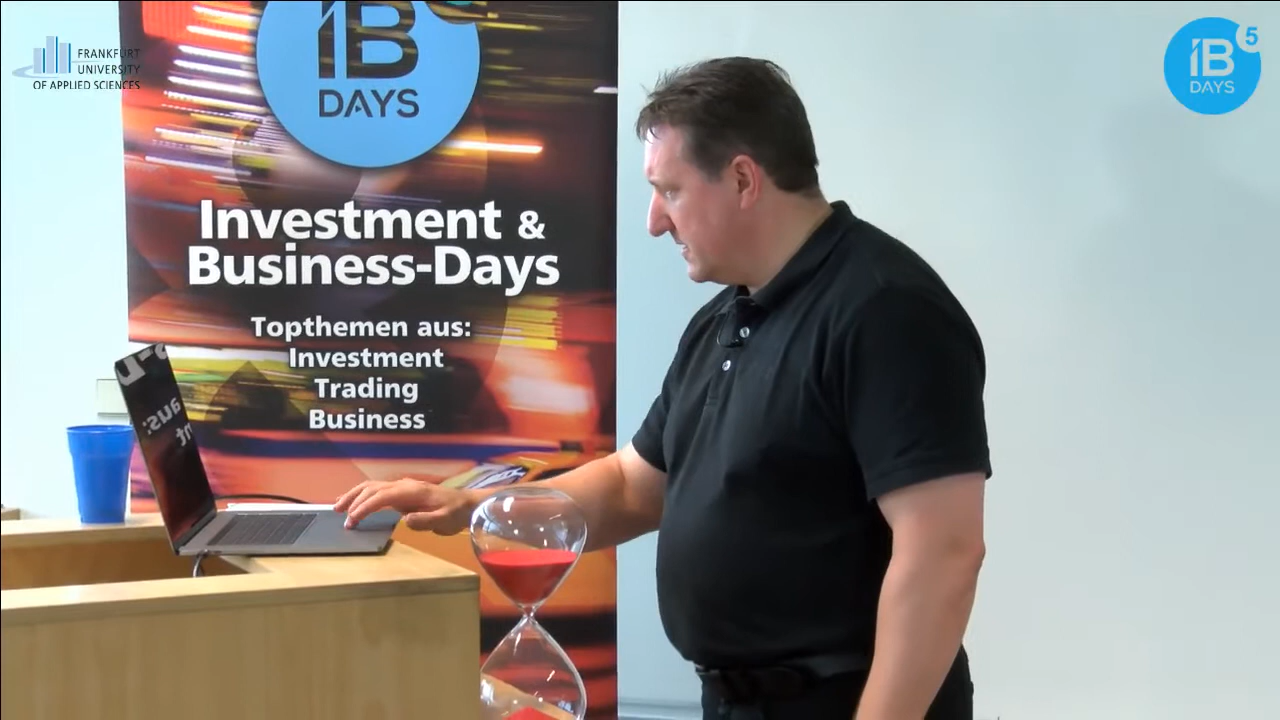 FRANKFURT
UNIVERSITY
OF APPLIED SCIENCES
IB
DAYS
Investment &
Business-Days
Topthemen aus:
Investment
Trading
Business
IB 5
DAYS